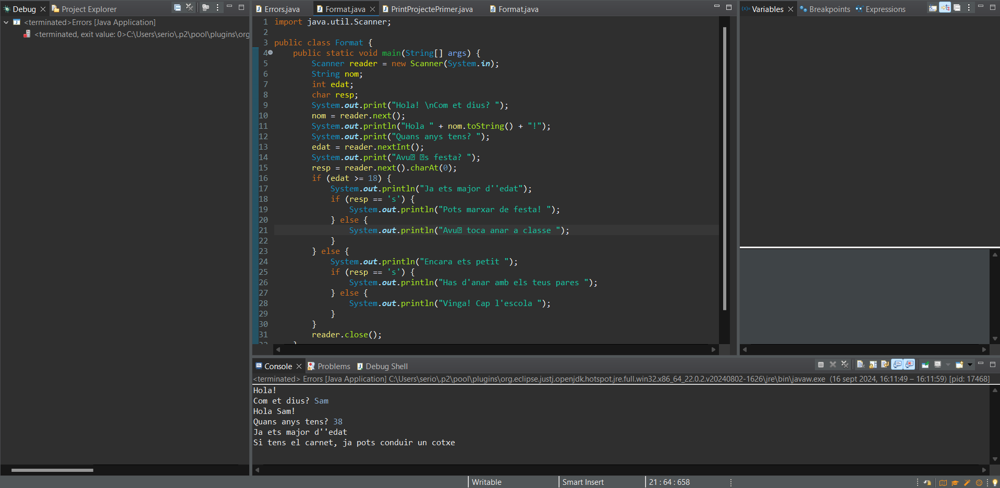 Debug
Project Explorer
<terminated>Errors [Java Application]
<terminated, exit value: 0>C:\Users\serio\.p2\pool\plugins\org
Errors.java
Format.java
PrintProjectePrimer.java
Format.java
1 import java.util.Scanner;
2
3 public class Format {
4 public static void main(String[] args) {
5 Scanner reader = new Scanner(System.in);
6 String nom;
7 int edat;
8 char resp;
9 System.out.print("Hola! \nCom et dius? ");
10 nom = reader.next();
11 System.out.println("Hola " + nom.toString() + "!");
12 System.out.print("Quans anys tens? ");
13 edat = reader.nextInt();
14 System.out.print("Avu� �s festa? ");
15 resp = reader.next().charAt(0);
16 if (edat >= 18) {
17 System.out.println("Ja ets major d''edat");
18 if (resp == 's') {
19 System.out.println("Pots marxar de festa! ");
20 } else {
21 System.out.println("Avu� toca anar a classe ");
22 }
23 } else {
24 System.out.println("Encara ets petit ");
25 if (resp == 's') {
26 System.out.println("Has d'anar amb els teus pares ");
27 } else {
28 System.out.println("Vinga! Cap l'escola ");
29 }
30 }
31 reader.close();
Variables
Breakpoints
Expressions
Console
Problems
Debug Shell
<terminated> Errors [Java Application] C:\Users\serio\.p2\pool\plugins\org.eclipse.justj.openjdk.hotspot.jre.full.win32.x86_64_22.0.2.v20240802-1626\jre\bin\javaw.exe (16 sept 2024, 16:11:49 – 16:11:59) [pid: 17468]
Hola!
Com et dius? Sam
Hola Sam!
Quans anys tens? 38
Ja ets major d''edat
Si tens el carnet, ja pots conduir un cotxe
Writable
Smart Insert
21 : 64 : 658